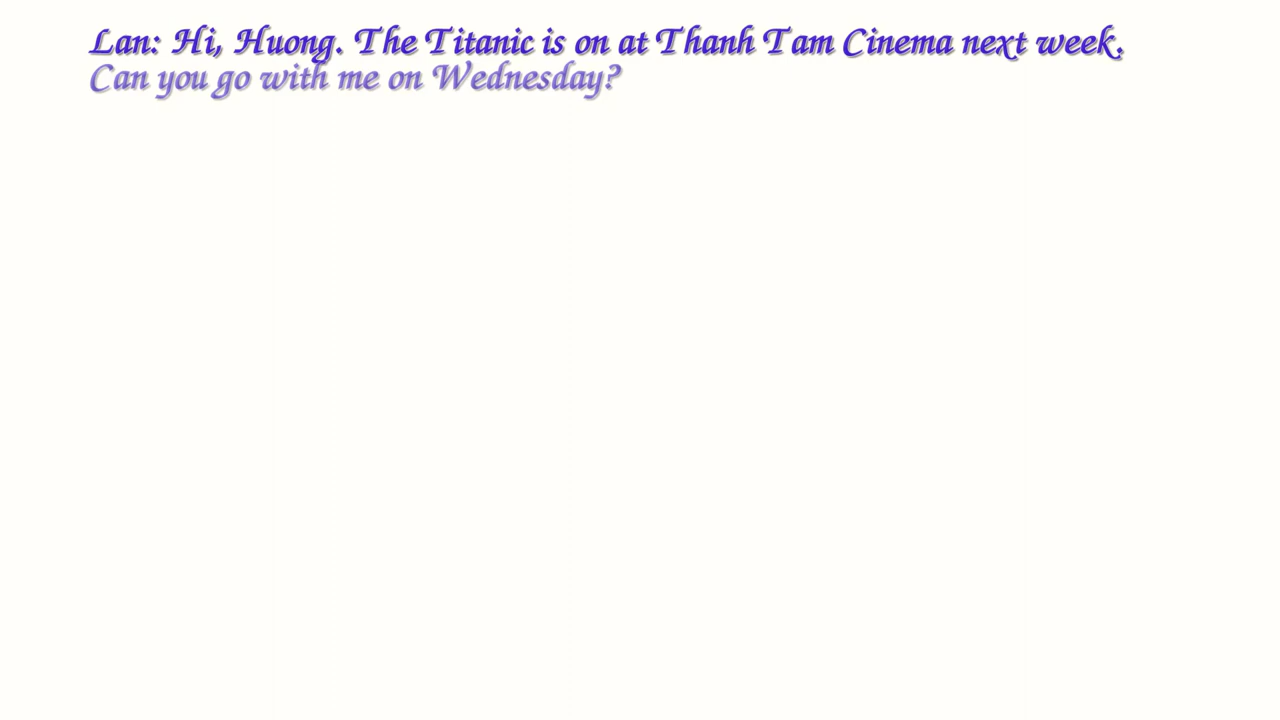 Lan: Hi, Huong. The Titanic is on at Thanh Tam Cinema next week.
Can you go with me on Wednesday?